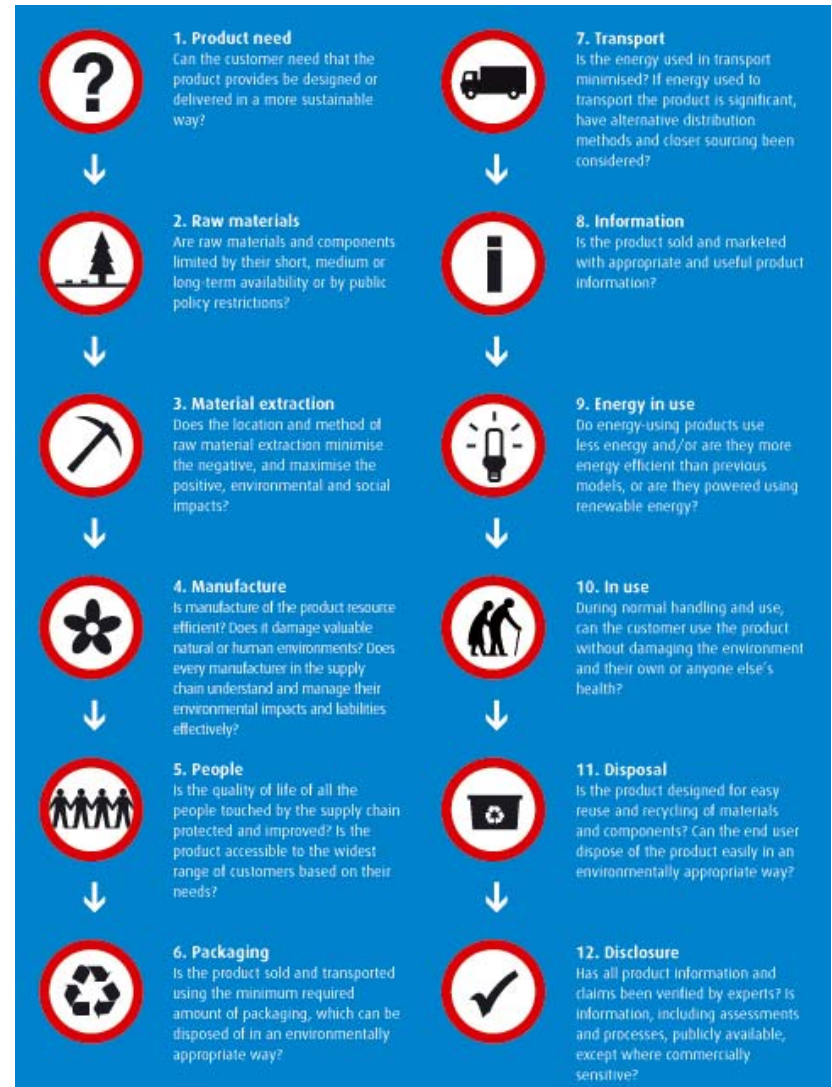 1. Product need
Can the customer need that the
product provides be designed or
delivered in a more sustainable
way?
2. Raw materials
Are raw materials and components
limited by their short, medium or
long-term availability or by public
policy restrictions?
3. Material extraction
Does the location and method of
raw material extraction minimise
the negative, and maximise the
positive, environmental and social
impacts?
4. Manufacture
Is manufacture of the product resource
efficient? Does it damage valuable
natural or human environments? Does
every manufacturer in the supply
chain understand and manage their
environmental impacts and liabilities
effectively?
5. People
Is the quality of life of all the
people touched by the supply chain
protected and improved? Is the
product accessible to the widest
range of customers based on their
needs?
6. Packaging
Is the product sold and transported
using the minimum required
amount of packaging, which can be
disposed of in an environmentally
appropriate way?
7. Transport
Is the energy used in transport
minimised? If energy used to
transport the product is significant,
have alternative distribution
methods and closer sourcing been
considered?
8. Information
Is the product sold and marketed
with appropriate and useful product
information?
9. Energy in use
Do energy-using products use
less energy and/or are they more
energy efficient than previous
models, or are they powered using
renewable energy?
10. In use
During normal handling and use,
can the customer use the product
without damaging the environment
and their own or anyone else's
health?
11. Disposal
Is the product designed for easy
reuse and recycling of materials
and components? Can the end user
dispose of the product easily in an
environmentally appropriate way?
12. Disclosure
Has all product information and
claims been verified by experts? Is
information, including assessments
and processes, publicly available,
except where commercially
sensitive?